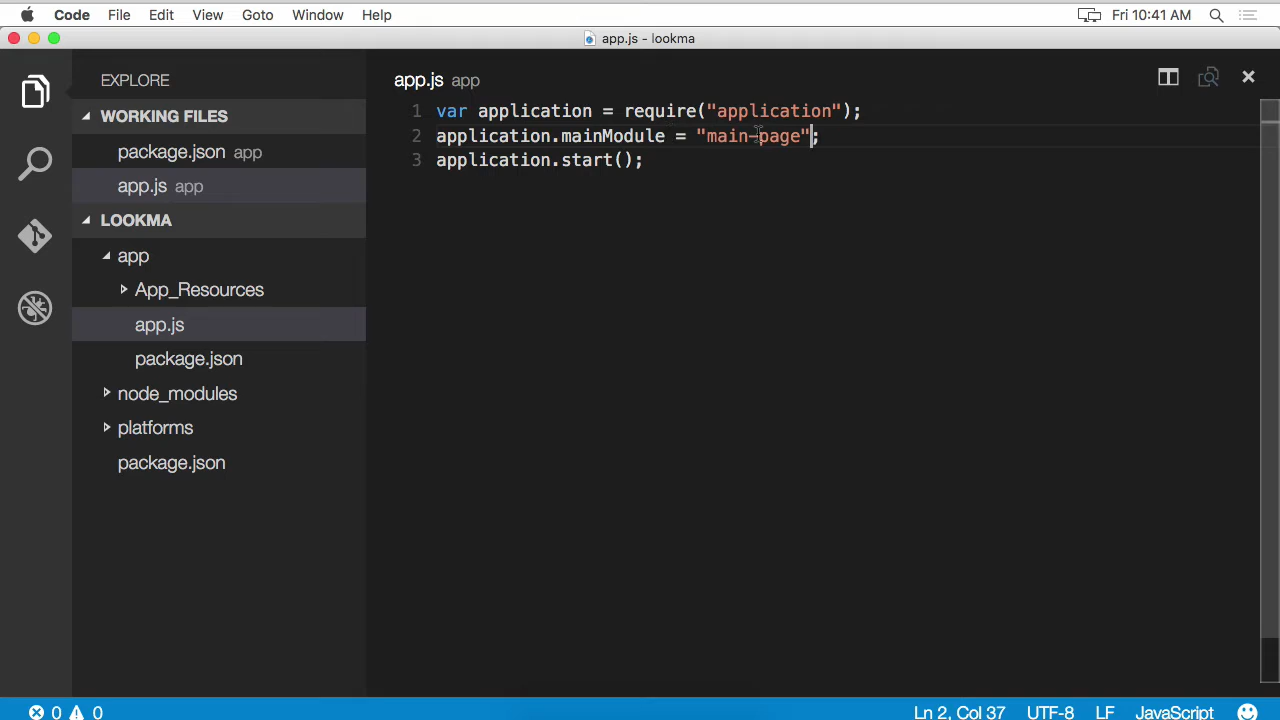 Code File Edit View Goto Window Help Fri 10:41 AM
app.js - lookma
EXPLORE
WORKING FILES
package.json app
app.js app
LOOKMA
app
App_Resources
app.js
package.json
node_modules
platforms
package.json
app.js app
1 var application = require("application");
2 application.mainModule = "main-page";
3 application.start();
0 0 Ln 2, Col 37 UTF-8 LF JavaScript